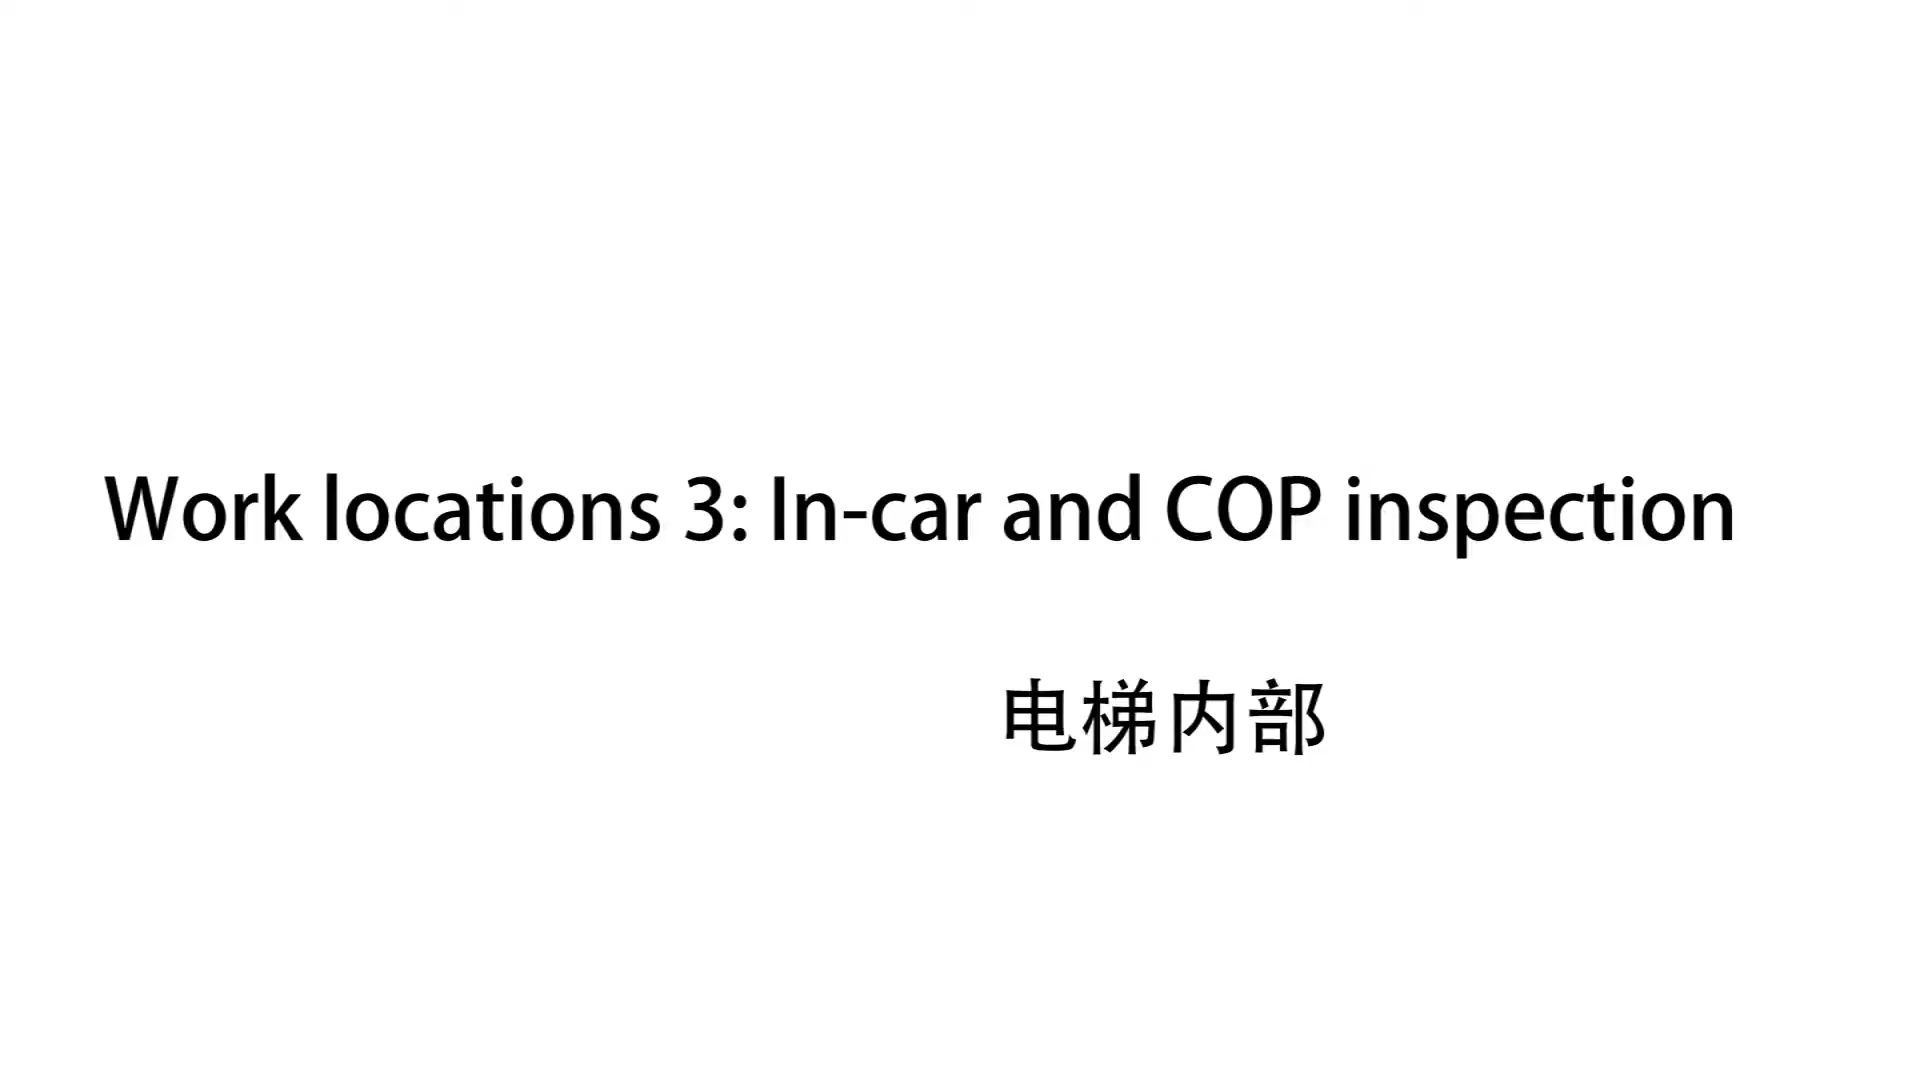 Work locations 3: In-car and COP inspection
电梯内部